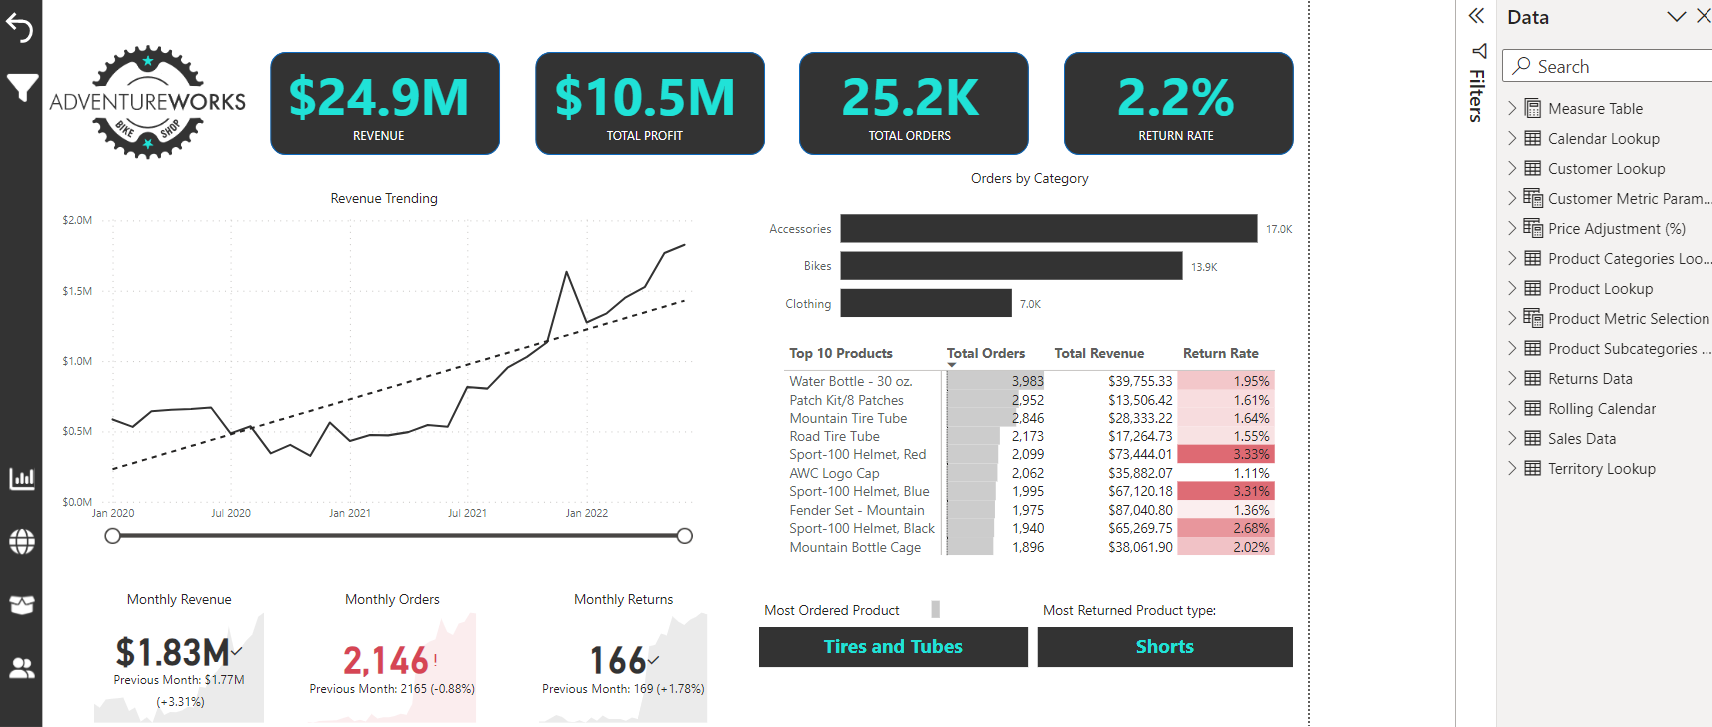 ADVENTUREWORKS
BIKE SHOP
$24.9M
REVENUE
$10.5M
TOTAL PROFIT
25.2K
TOTAL ORDERS
2.2%
RETURN RATE
Revenue Trending
$2.0M
$1.5M
$1.0M
$0.5M
$0.0M
Jan 2020 Jul 2020 Jan 2021 Jul 2021 Jan 2022
Orders by Category
Accessories 17.0K
Bikes 13.9K
Clothing 7.0K
Top 10 Products Total Orders Total Revenue Return Rate
Water Bottle - 30 oz. 3,983 $39,755.33 1.95%
Patch Kit/8 Patches 2,952 $13,506.42 1.61%
Mountain Tire Tube 2,846 $28,333.22 1.64%
Road Tire Tube 2,173 $17,264.73 1.55%
Sport-100 Helmet, Red 2,099 $73,444.01 3.33%
AWC Logo Cap 2,062 $35,882.07 1.11%
Sport-100 Helmet, Blue 1,995 $67,120.18 3.31%
Fender Set - Mountain 1,975 $87,040.80 1.36%
Sport-100 Helmet, Black 1,940 $65,269.75 2.68%
Mountain Bottle Cage 1,896 $38,061.90 2.02%
Monthly Revenue
$1.83M
Previous Month: $1.77M
(+3.31%)
Monthly Orders
2,146 !
Previous Month: 2165 (-0.88%)
Monthly Returns
166
Previous Month: 169 (+1.78%)
Most Ordered Product
Tires and Tubes
Most Returned Product type:
Shorts
Filters
Data
Search
Measure Table
Calendar Lookup
Customer Lookup
Customer Metric Param...
Price Adjustment (%)
Product Categories Loo...
Product Lookup
Product Metric Selection
Product Subcategories ...
Returns Data
Rolling Calendar
Sales Data
Territory Lookup